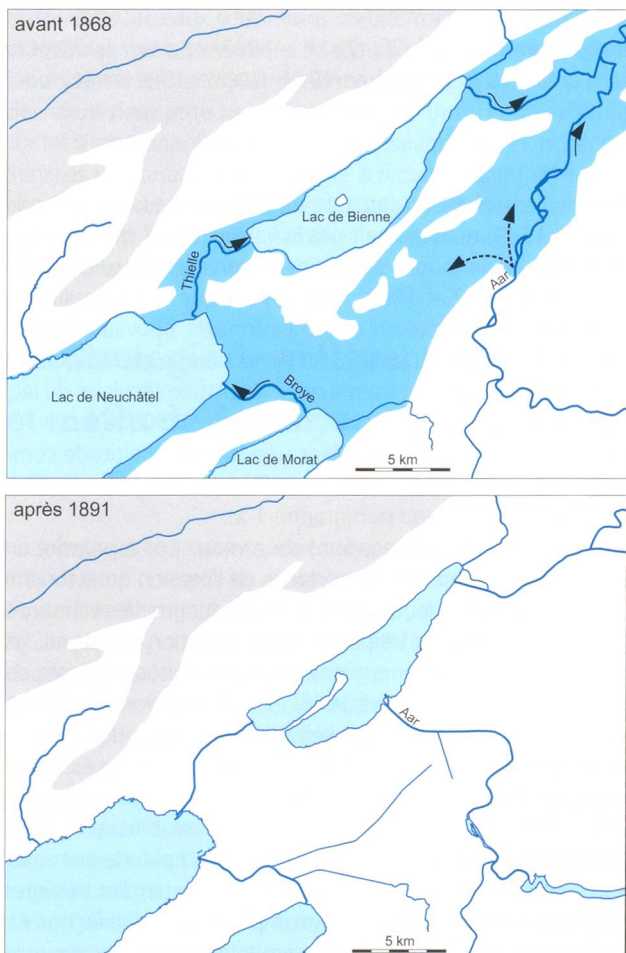 avant 1868
Lac de Bienne
Thielle
Aar
Lac de Neuchâtel
Broye
Lac de Morat
5 km
après 1891
Aar
5 km